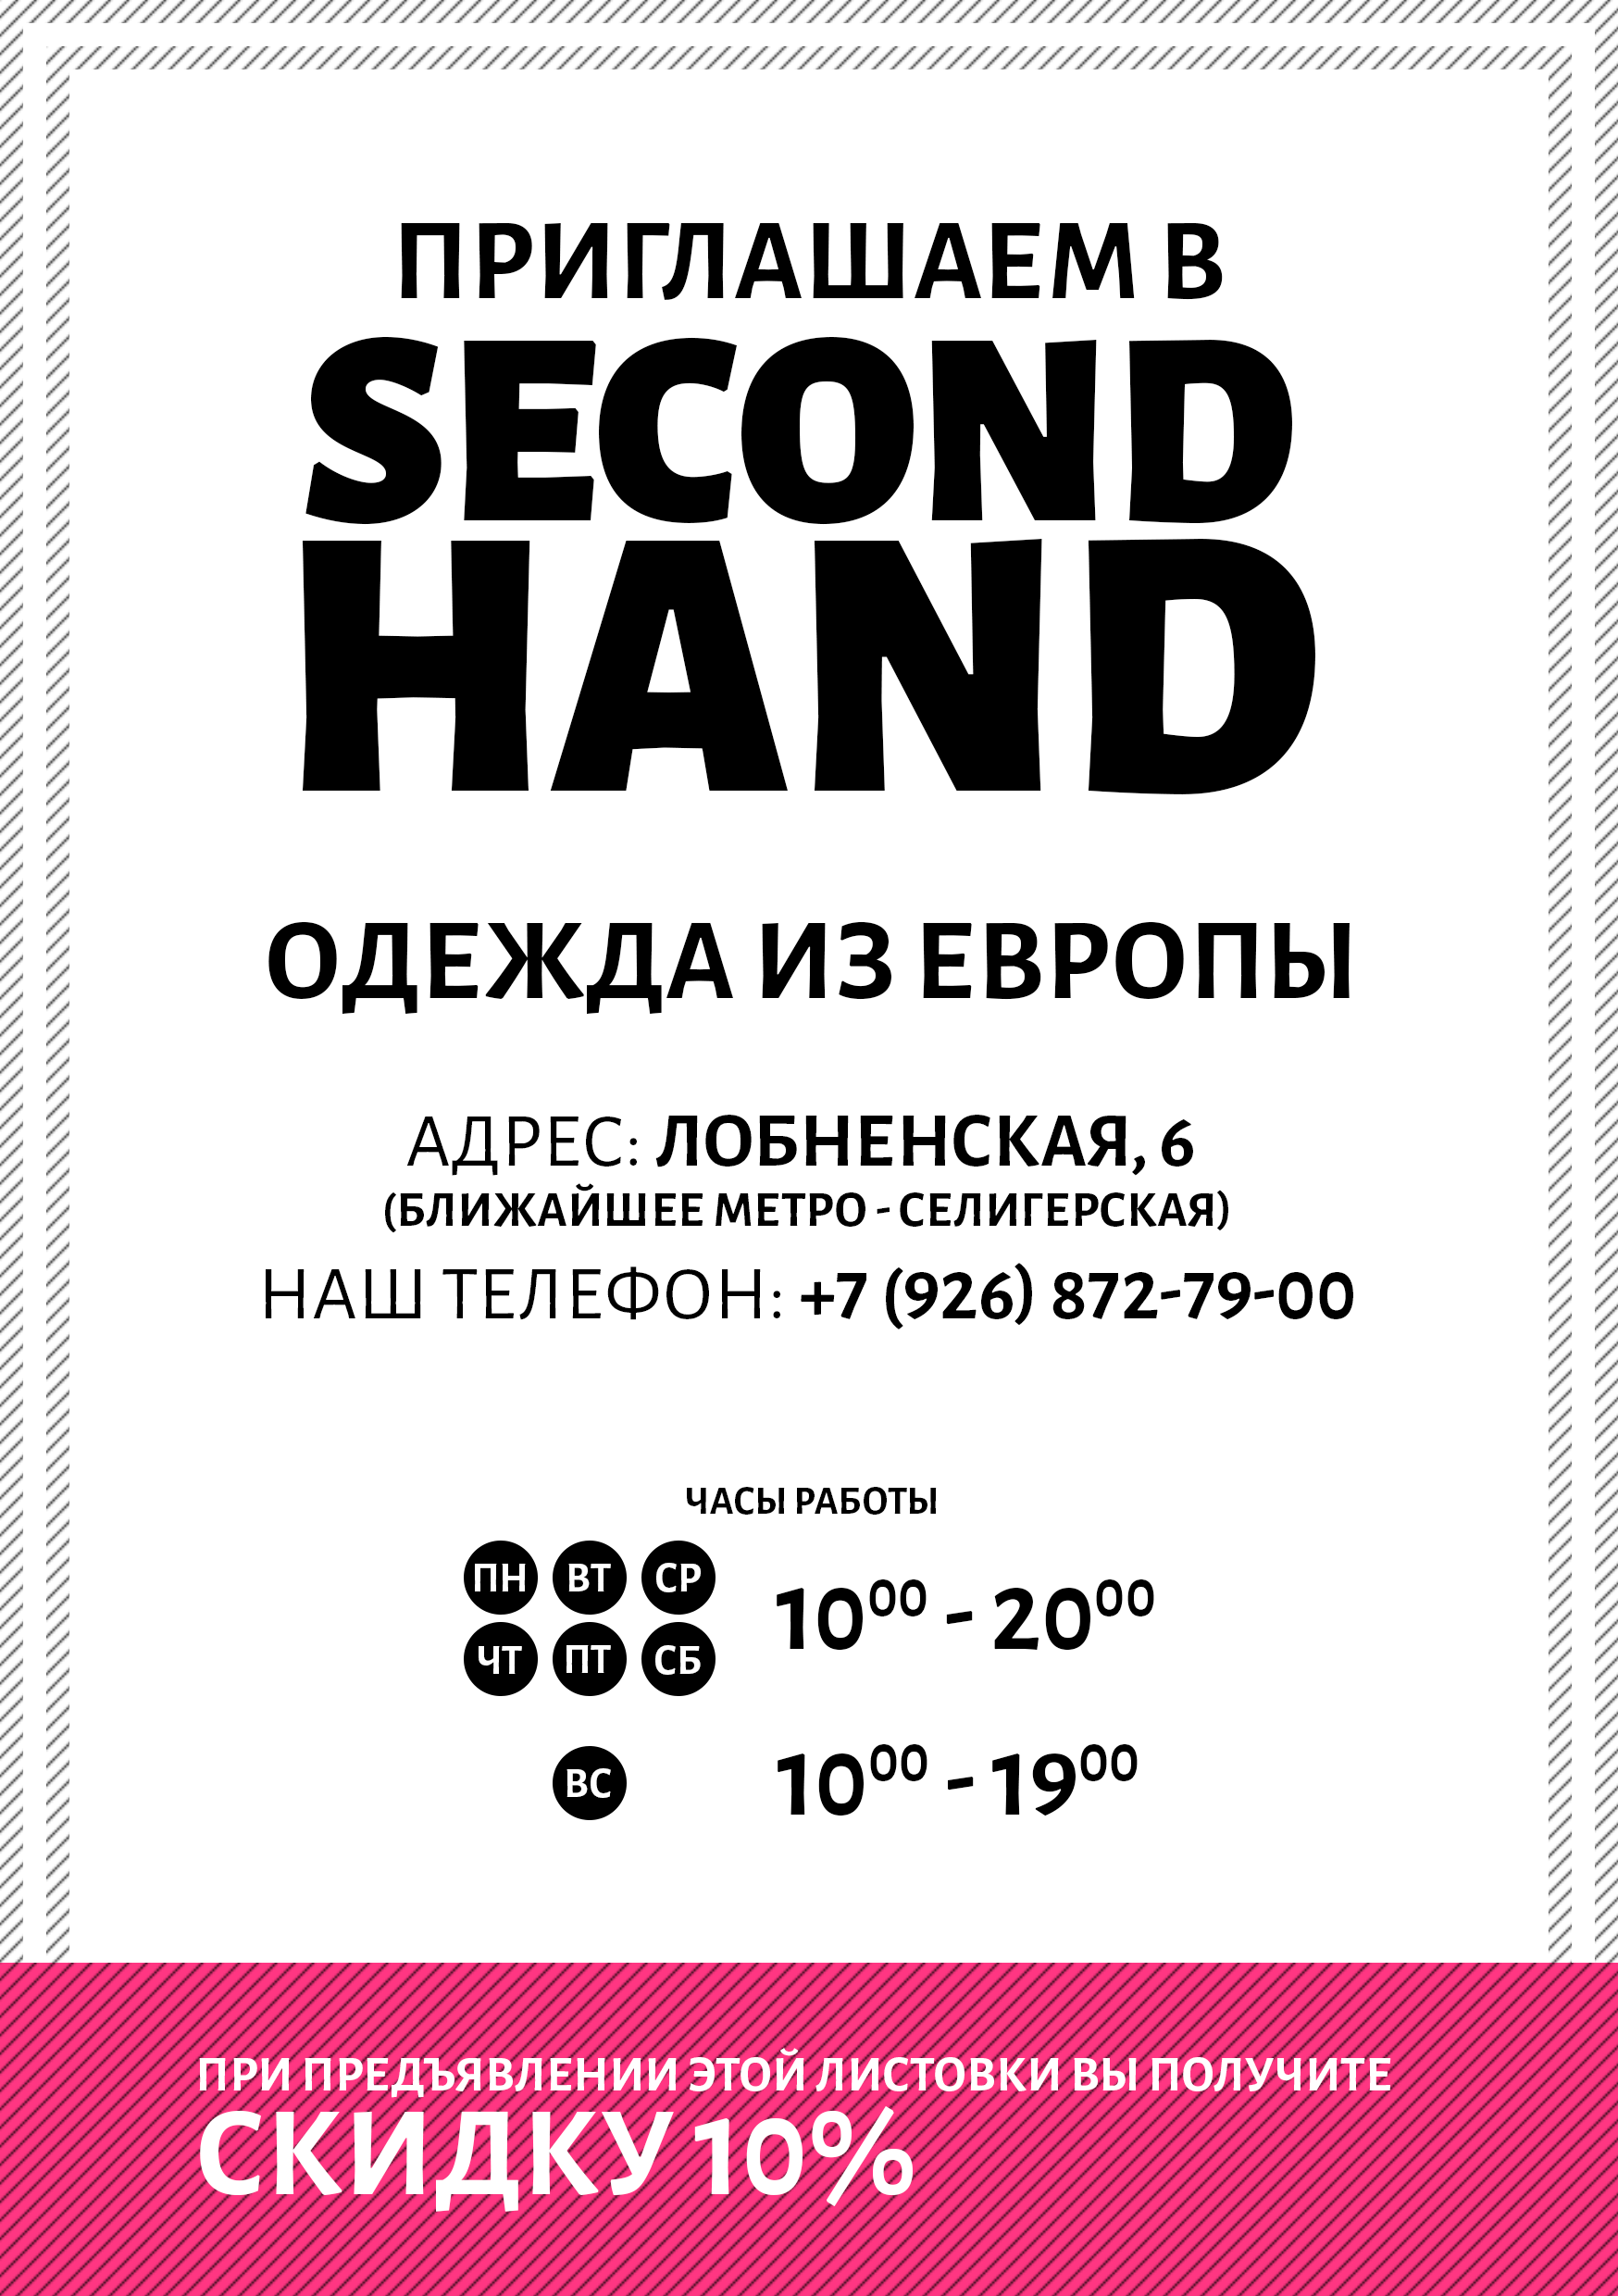 ПРИГЛАШАЕМ В
SECOND
HAND
ОДЕЖДА ИЗ ЕВРОПЫ
АДРЕС: ЛОБНЕНСКАЯ, 6
(БЛИЖАЙШЕЕ МЕТРО - СЕЛИГЕРСКАЯ)
НАШ ТЕЛЕФОН: +7 (926) 872-79-00
ЧАСЫ РАБОТЫ
ПН ВТ СР
ЧТ ПТ СБ
10⁰⁰ - 20⁰⁰
ВС 10⁰⁰ - 19⁰⁰
ПРИ ПРЕДЪЯВЛЕНИИ ЭТОЙ ЛИСТОВКИ ВЫ ПОЛУЧИТЕ
СКИДКУ 10%